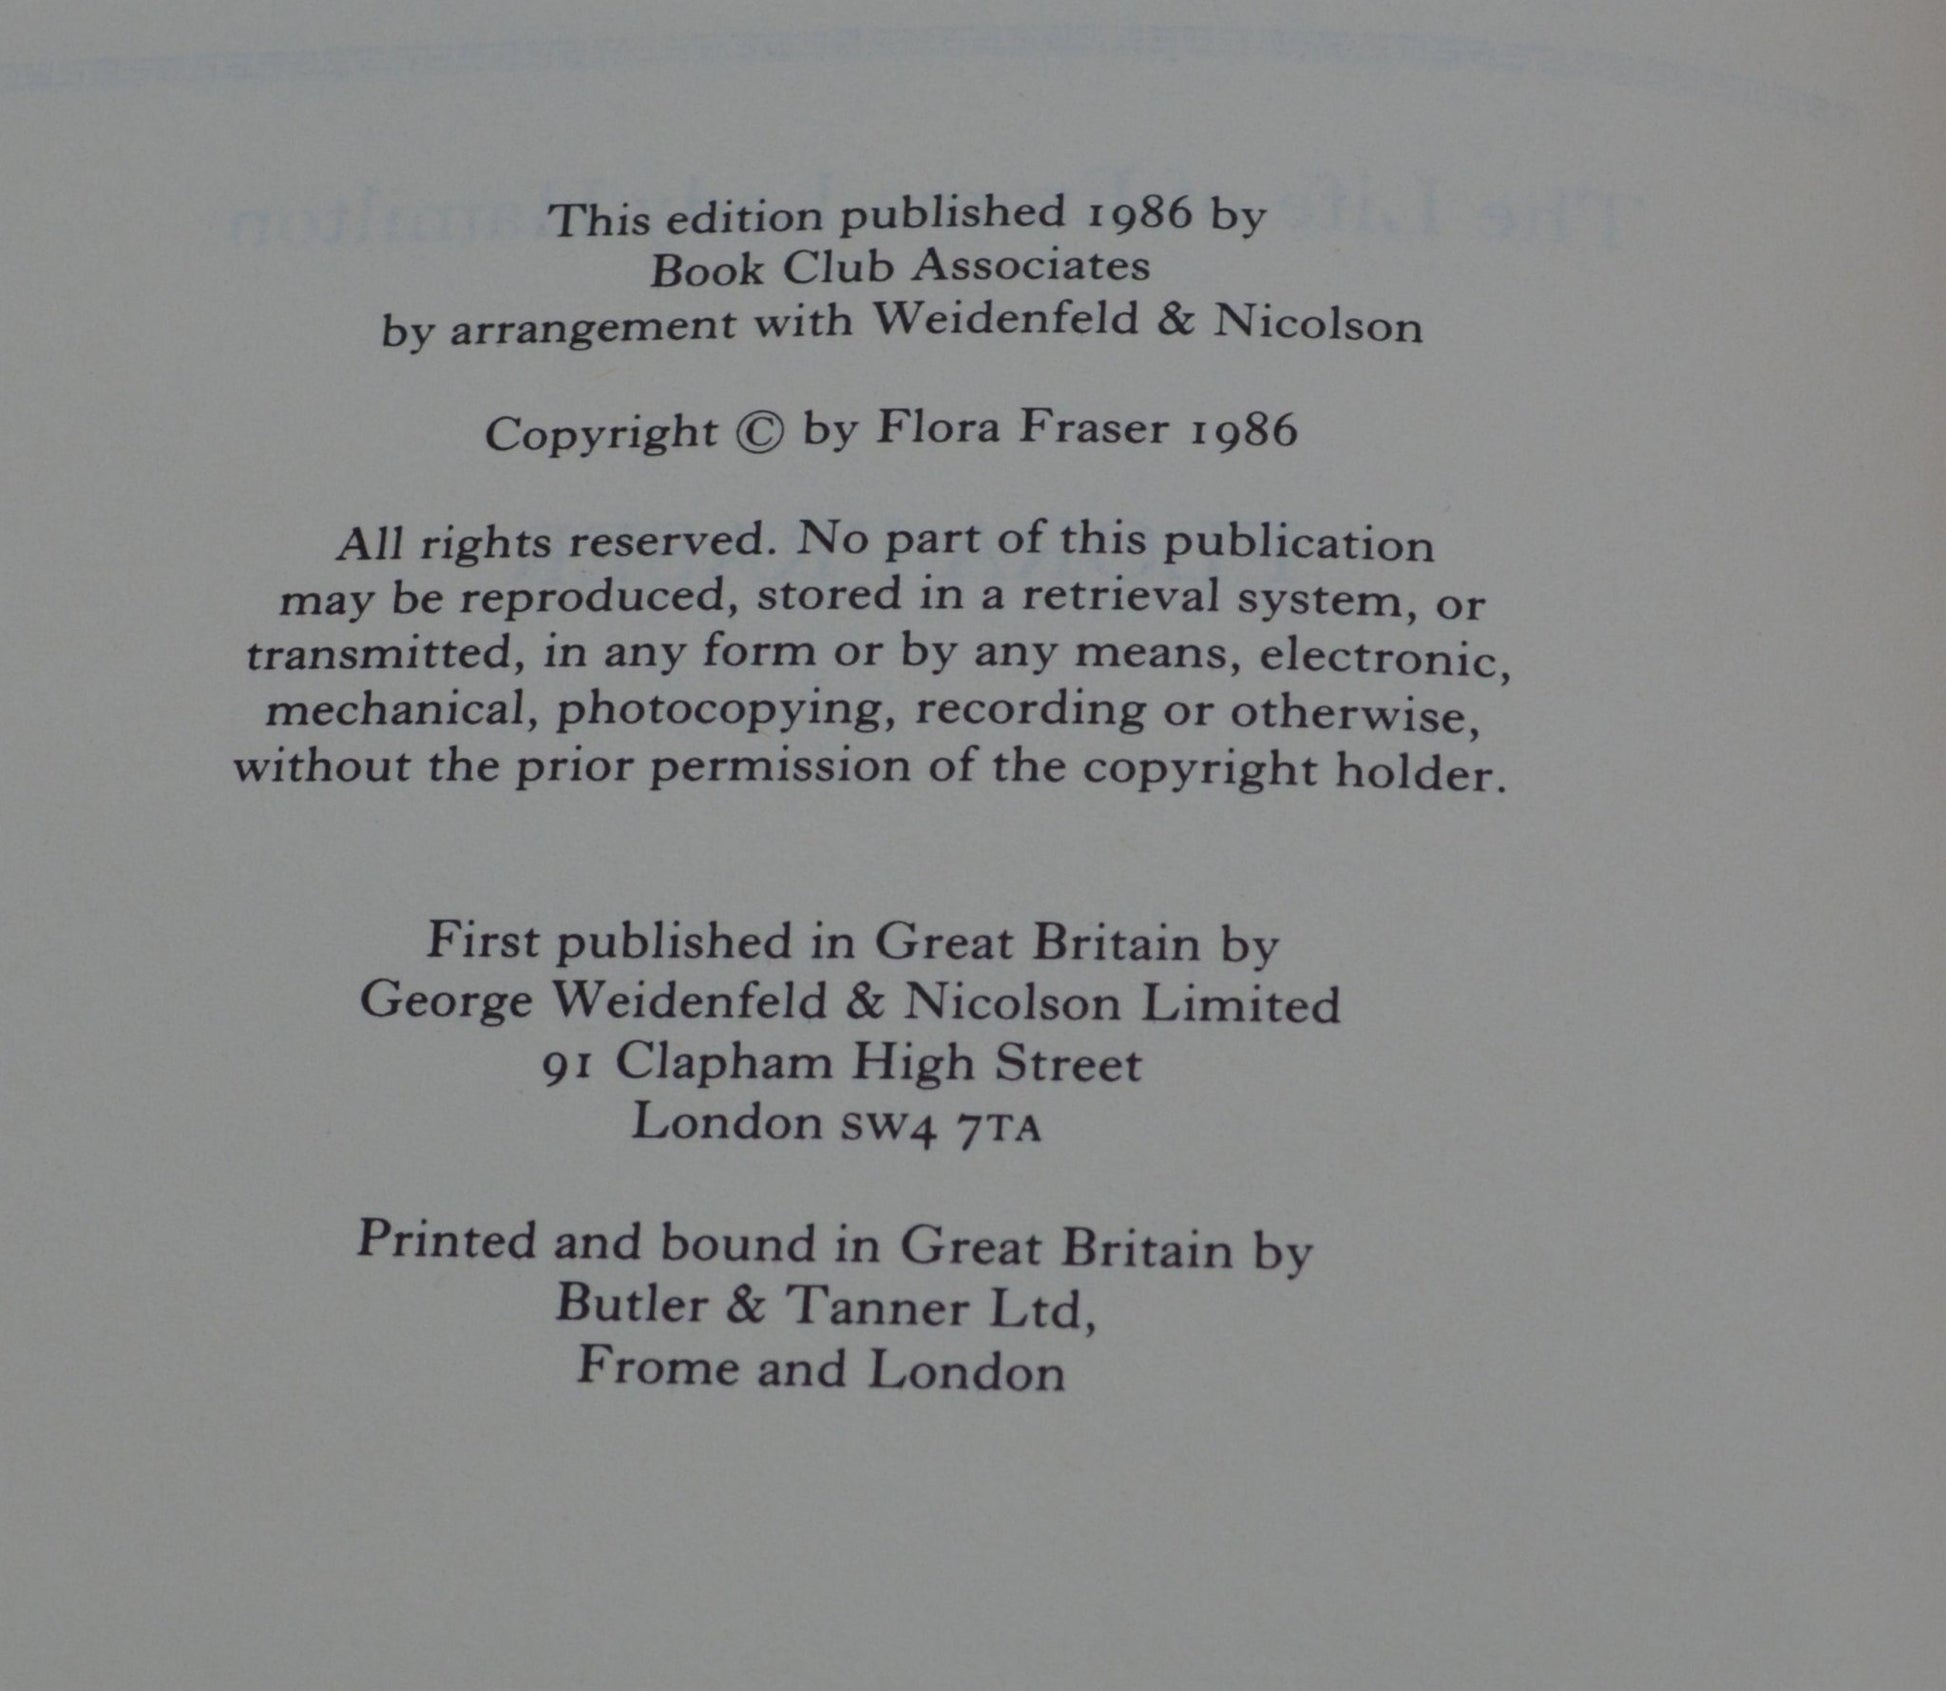 This edition published 1986 by
Book Club Associates
by arrangement with Weidenfeld & Nicolson
Copyright © by Flora Fraser 1986
All rights reserved. No part of this publication
may be reproduced, stored in a retrieval system, or
transmitted, in any form or by any means, electronic,
mechanical, photocopying, recording or otherwise,
without the prior permission of the copyright holder.
First published in Great Britain by
George Weidenfeld & Nicolson Limited
91 Clapham High Street
London SW4 7TA
Printed and bound in Great Britain by
Butler & Tanner Ltd,
Frome and London